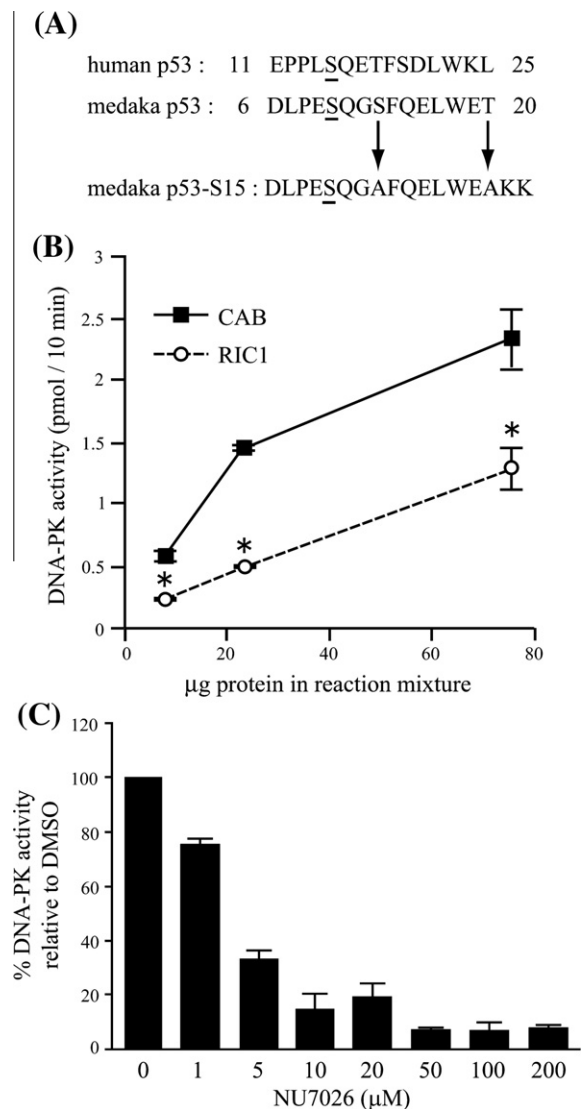 (A)
human p53 : 11 EPPLSQETFSDLWKL 25
medaka p53 : 6 DLPESQGSFQELWET 20
medaka p53-S15 : DLPESQGAFQELWEAKK
(B)
3
2.5
2
1.5
1
0.5
0
DNA-PK activity (pmol / 10 min)
CAB
RIC1
*
*
*
0 20 40 60 80
μg protein in reaction mixture
(C)
120
100
80
60
40
20
0
% DNA-PK activity
relative to DMSO
0 1 5 10 20 50 100 200
NU7026 (μM)